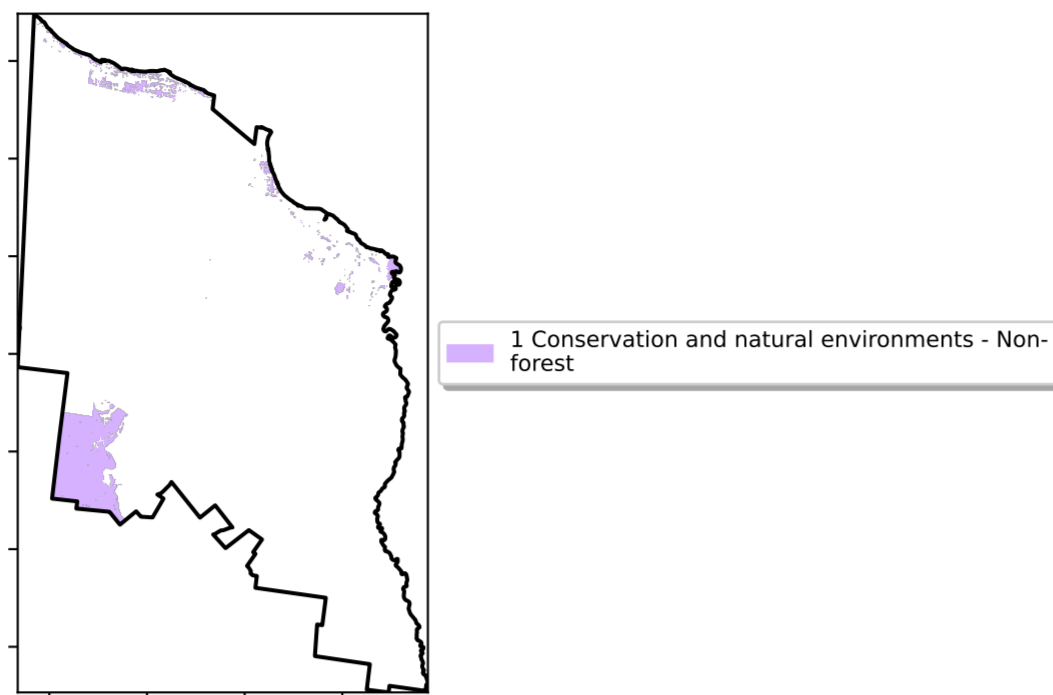 1 Conservation and natural environments - Non-
forest